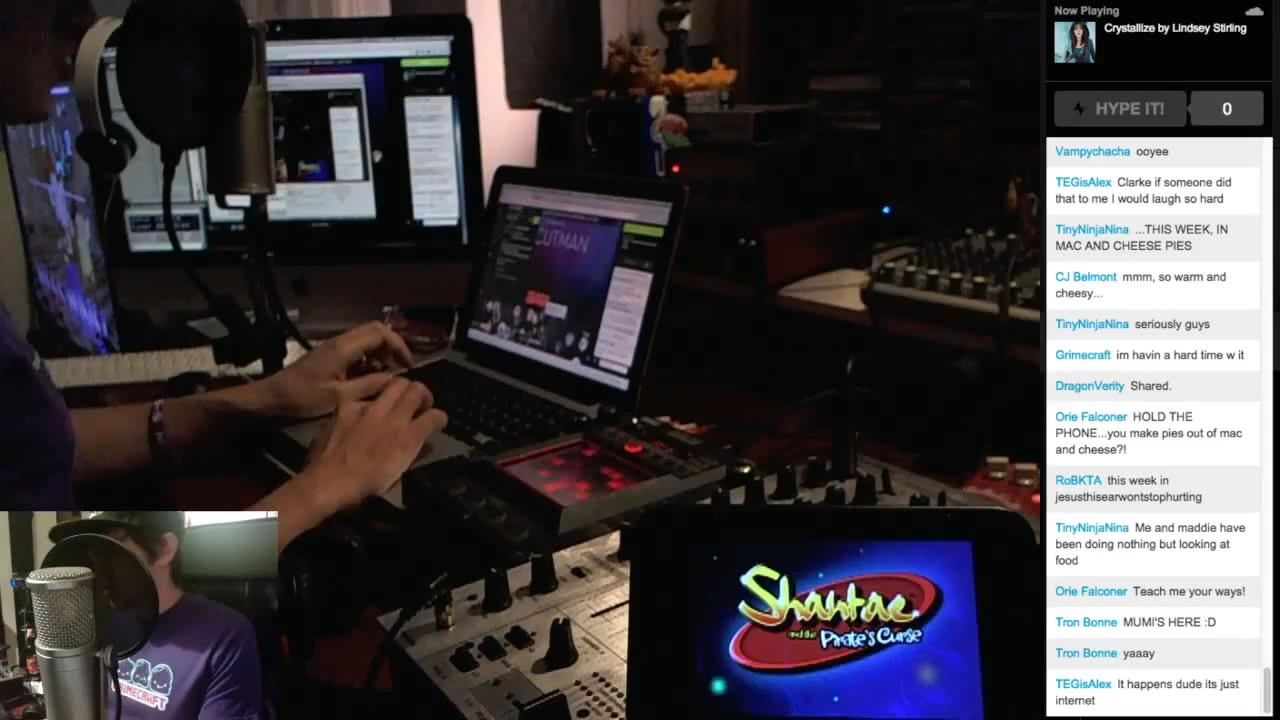 Now Playing
Crystallize by Lindsey Stirling
HYPE IT!
0
Vampychacha ooyee
TEGisAlex Clarke if someone did
that to me I would laugh so hard
TinyNinjaNina ...THIS WEEK, IN
MAC AND CHEESE PIES
CJ Belmont mmm, so warm and
cheesy...
TinyNinjaNina seriously guys
Grimecraft im havin a hard time w it
DragonVerity Shared.
Orie Falconer HOLD THE
PHONE...you make pies out of mac
and cheese?!
RoBKTA this week in
jesusthisearwontstophurting
TinyNinjaNina Me and maddie have
been doing nothing but looking at
food
Orie Falconer Teach me your ways!
Tron Bonne MUMI'S HERE :D
Tron Bonne yaaay
TEGisAlex It happens dude its just
internet
CUTMAN
Shantae
and the Pirate's Curse
GRIMECRAFT